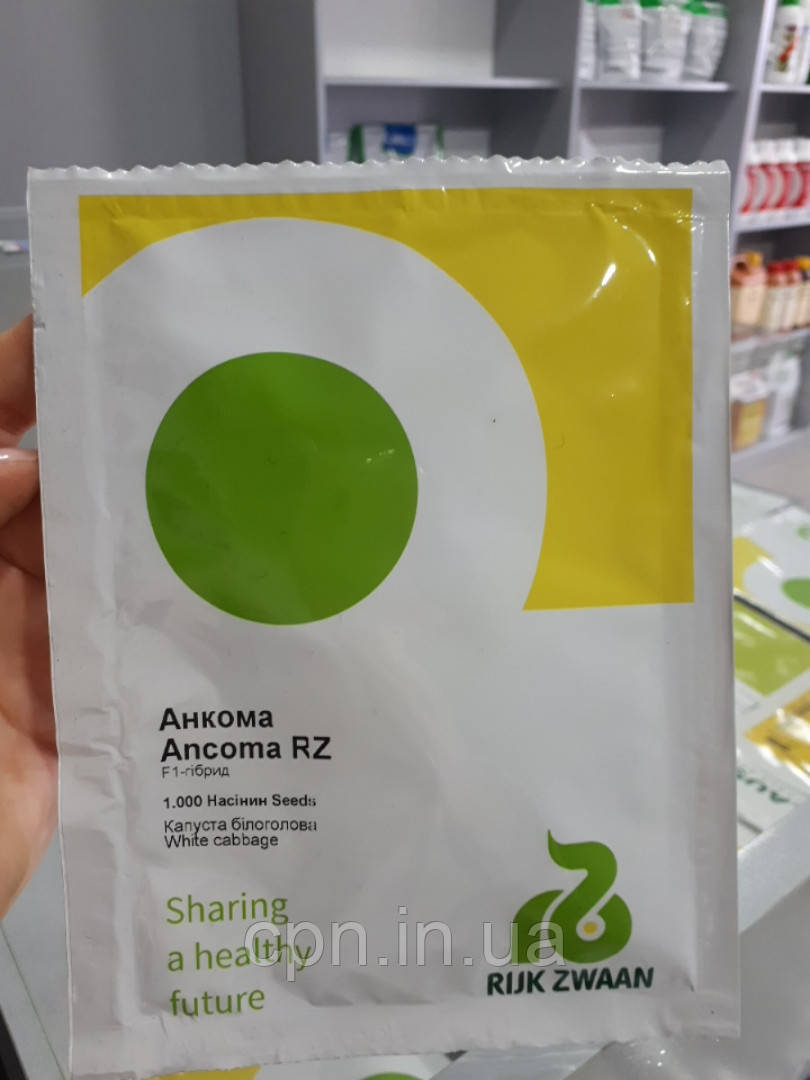 Анкома
Ancoma RZ
F1-гібрид
1.000 Насінин Seeds
Капуста білоголова
White cabbage
Sharing
a healthy
future
RIJK ZWAAN
cpn.in.ua